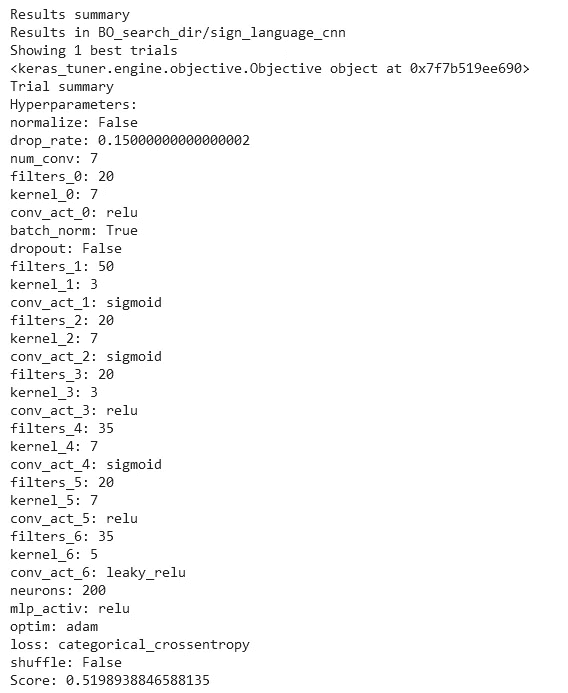 Results summary
Results in BO_search_dir/sign_language_cnn
Showing 1 best trials
<keras_tuner.engine.objective.Objective object at 0x7f7b519ee690>
Trial summary
Hyperparameters:
normalize: False
drop_rate: 0.15000000000000002
num_conv: 7
filters_0: 20
kernel_0: 7
conv_act_0: relu
batch_norm: True
dropout: False
filters_1: 50
kernel_1: 3
conv_act_1: sigmoid
filters_2: 20
kernel_2: 7
conv_act_2: sigmoid
filters_3: 20
kernel_3: 3
conv_act_3: relu
filters_4: 35
kernel_4: 7
conv_act_4: sigmoid
filters_5: 20
kernel_5: 7
conv_act_5: relu
filters_6: 35
kernel_6: 5
conv_act_6: leaky_relu
neurons: 200
mlp_activ: relu
optim: adam
loss: categorical_crossentropy
shuffle: False
Score: 0.5198938846588135